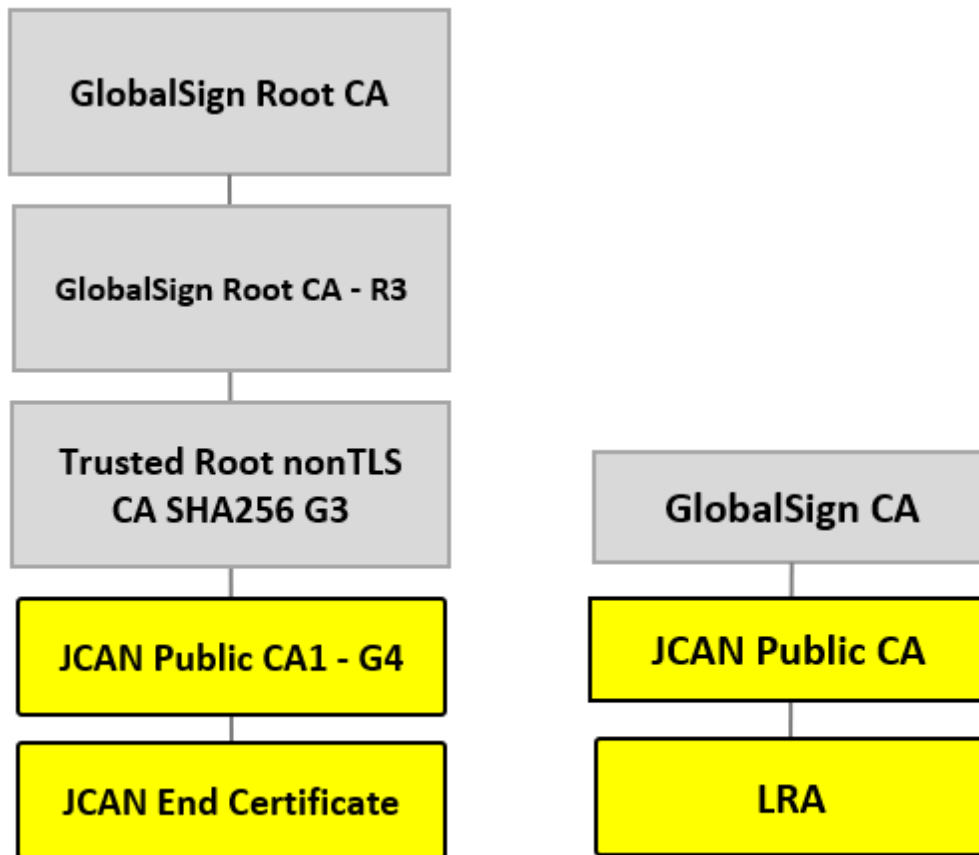 GlobalSign Root CA
GlobalSign Root CA - R3
Trusted Root nonTLS
CA SHA256 G3
JCAN Public CA1 - G4
JCAN End Certificate
GlobalSign CA
JCAN Public CA
LRA